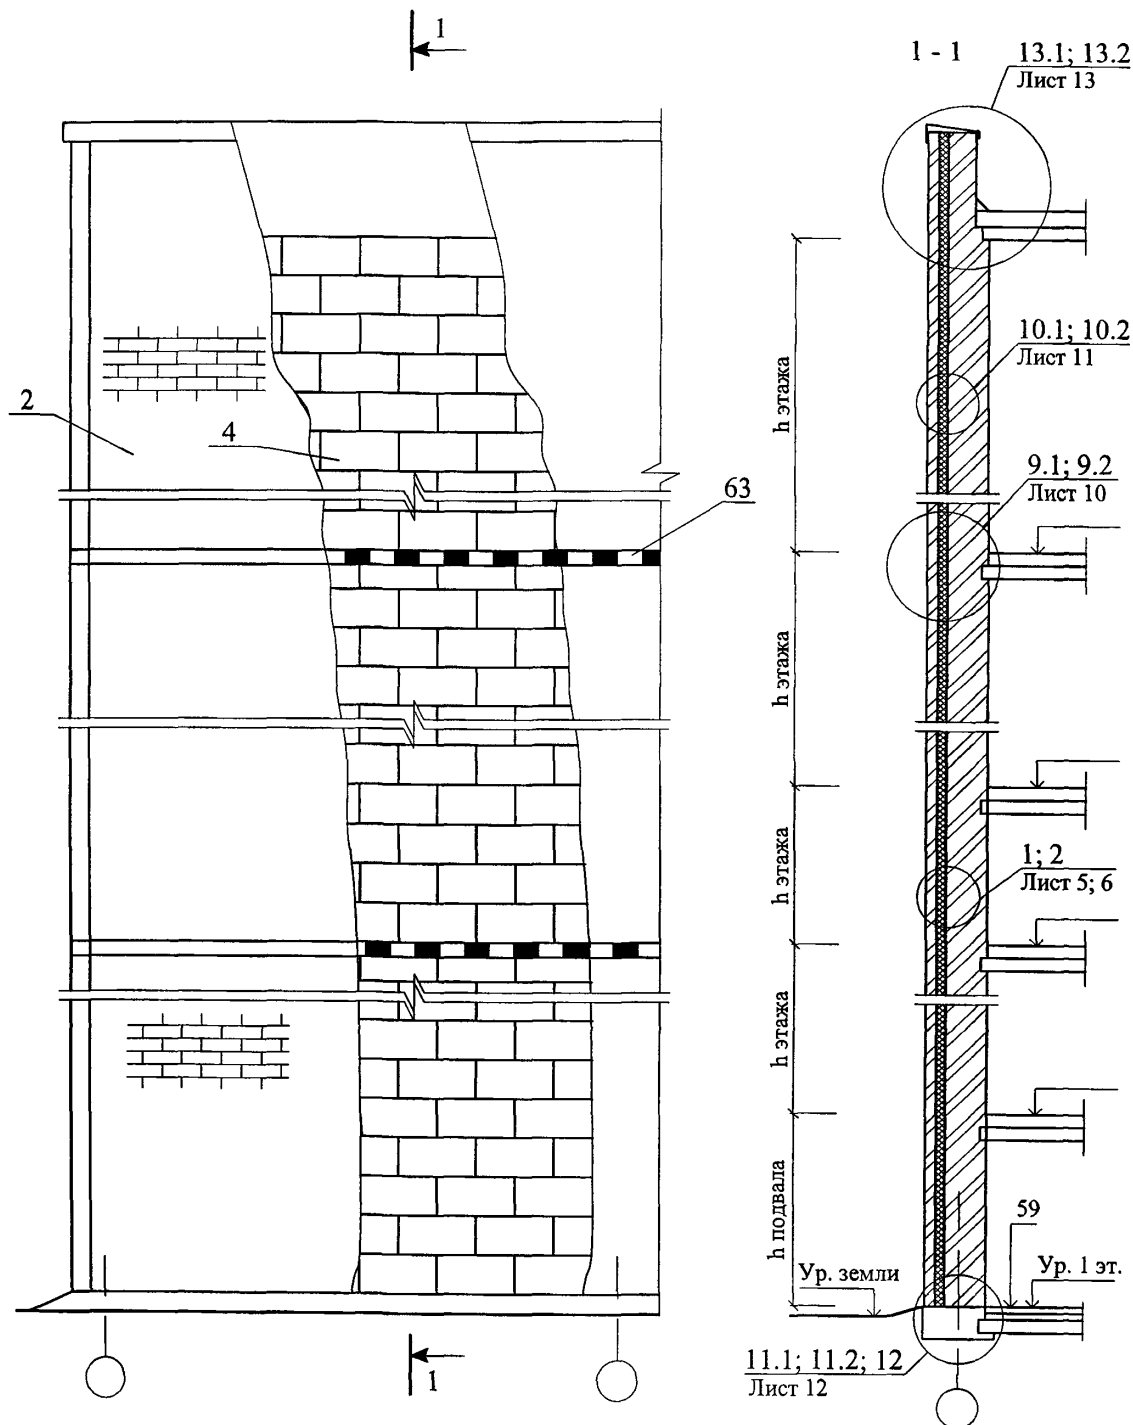 1
1 - 1
13.1; 13.2
Лист 13
10.1; 10.2
Лист 11
h этажа
2
4
63
9.1; 9.2
Лист 10
h этажа
1; 2
Лист 5; 6
h этажа
h этажа
h подвала
59
Ур. земли
Ур. 1 эт.
11.1; 11.2; 12
Лист 12
1